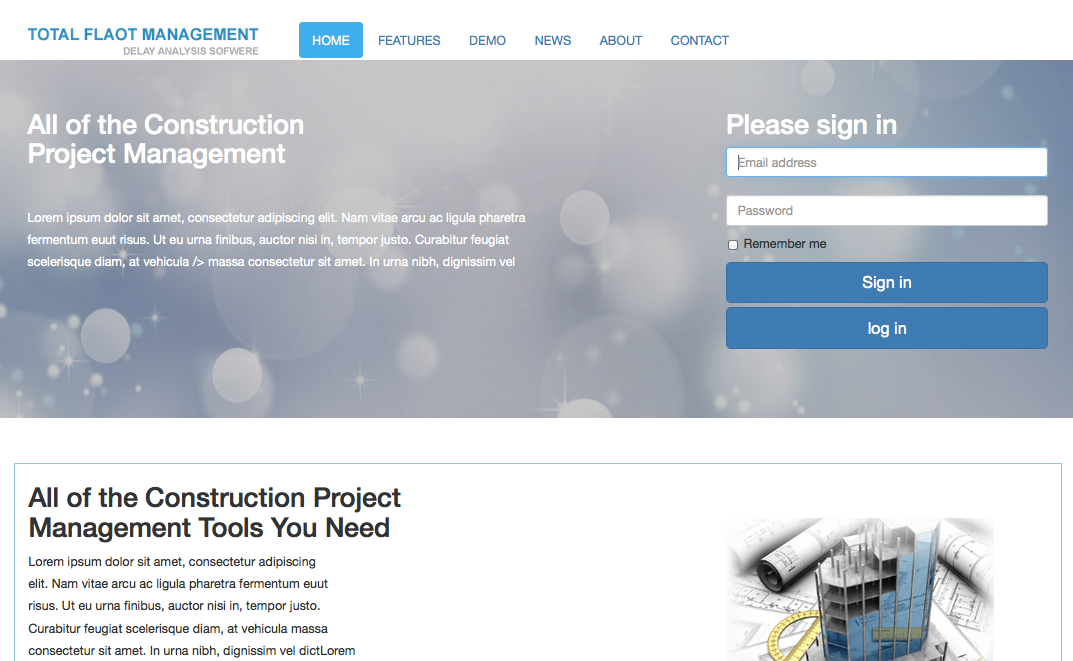 TOTAL FLAOT MANAGEMENT
DELAY ANALYSIS SOFWERE
HOME
FEATURES
DEMO
NEWS
ABOUT
CONTACT
All of the Construction
Project Management
Lorem ipsum dolor sit amet, consectetur adipiscing elit. Nam vitae arcu ac ligula pharetra
fermentum euut risus. Ut eu urna finibus, auctor nisi in, tempor justo. Curabitur feugiat
scelerisque diam, at vehicula /> massa consectetur sit amet. In urna nibh, dignissim vel
Please sign in
Email address
Password
Remember me
Sign in
log in
All of the Construction Project
Management Tools You Need
Lorem ipsum dolor sit amet, consectetur adipiscing
elit. Nam vitae arcu ac ligula pharetra fermentum euut
risus. Ut eu urna finibus, auctor nisi in, tempor justo.
Curabitur feugiat scelerisque diam, at vehicula massa
consectetur sit amet. In urna nibh, dignissim vel dictLorem